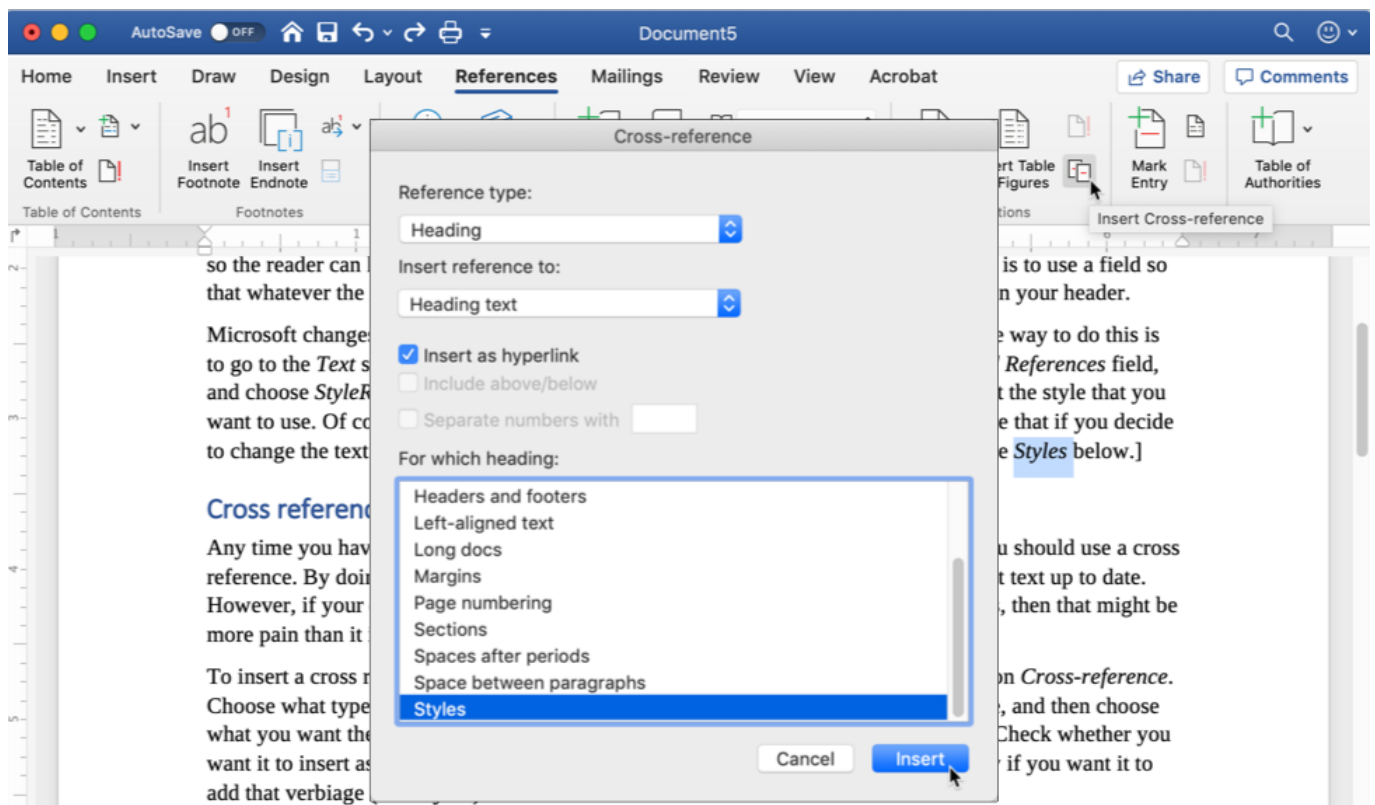 AutoSave OFF Document5
Home Insert Draw Design Layout References Mailings Review View Acrobat Share Comments
Table of Contents
Insert Footnote
Insert Endnote
Table
Figures
Mark Entry
Table of Authorities
Table of Contents Footnotes
Insert Cross-reference
Cross-reference
Reference type:
Heading
Insert reference to:
Heading text
Insert as hyperlink
Include above/below
Separate numbers with
For which heading:
Headers and footers
Left-aligned text
Long docs
Margins
Page numbering
Sections
Spaces after periods
Space between paragraphs
Styles
Cancel Insert
so the reader can is to use a field so
that whatever the your header.
Microsoft way to do this is
to go to the Text References field,
and choose the style that you
want to use. Of that if you decide
to change the text Styles below.]
Cross
Any time you should use a cross
reference. By text up to date.
However, if your then that might be
more pain than it
To insert a cross Cross-reference.
Choose what type and then choose
what you want Check whether you
want it to insert if you want it to
add that verbiage